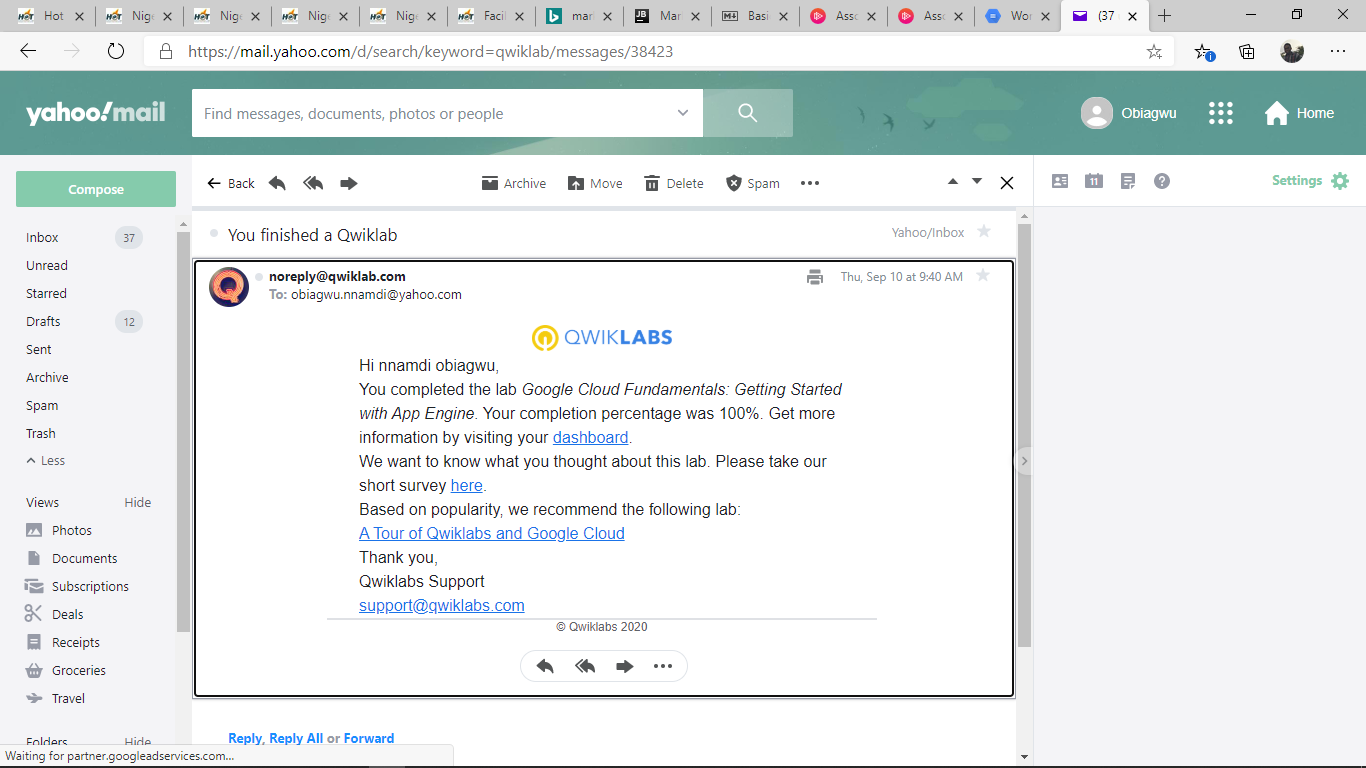 Hot
Nige
Nige
Nige
Nige
Facil
mar
Mar
Basi
Asso
Asso
Wor
(37
https://mail.yahoo.com/d/search/keyword=qwiklab/messages/38423
yahoo!mail
Find messages, documents, photos or people
Obiagwu
Home
Compose
Back
Archive
Move
Delete
Spam
11
Settings
Inbox 37
Unread
Starred
Drafts 12
Sent
Archive
Spam
Trash
Less
Views Hide
Photos
Documents
Subscriptions
Deals
Receipts
Groceries
Travel
Folders Hide
You finished a Qwiklab
Yahoo/Inbox
noreply@qwiklab.com
Thu, Sep 10 at 9:40 AM
To: obiagwu.nnamdi@yahoo.com
QWIKLABS
Hi nnamdi obiagwu,
You completed the lab Google Cloud Fundamentals: Getting Started
with App Engine. Your completion percentage was 100%. Get more
information by visiting your dashboard.
We want to know what you thought about this lab. Please take our
short survey here.
Based on popularity, we recommend the following lab:
A Tour of Qwiklabs and Google Cloud
Thank you,
Qwiklabs Support
support@qwiklabs.com
© Qwiklabs 2020
Reply, Reply All or Forward
Waiting for partner.googleadservices.com...